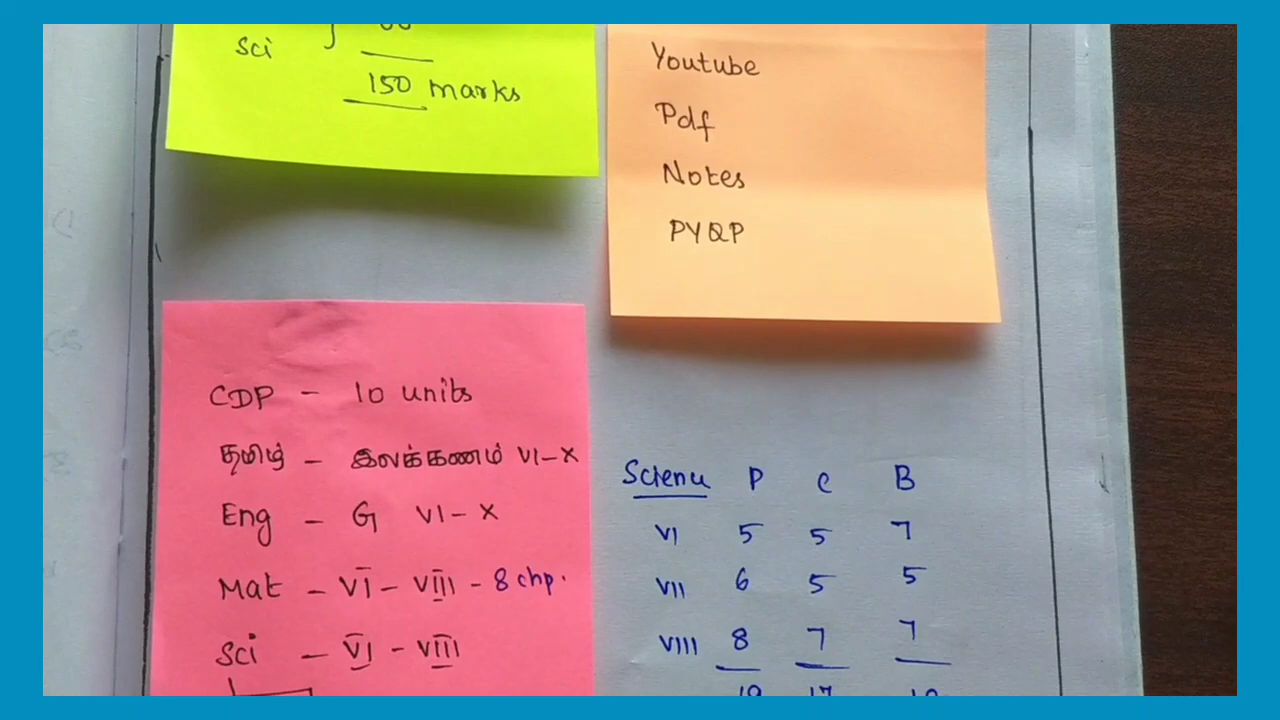 Sci
150 marks
Youtube
Pdf
Notes
PYQP
CDP - 10 units
தமிழ் - இலக்கணம் VI-X
Eng - G VI-X
Mat - VI - VIII - 8 chp.
Sci - VI - VIII
Science P C B
VI 5 5 7
VII 6 5 5
VIII 8 7 7